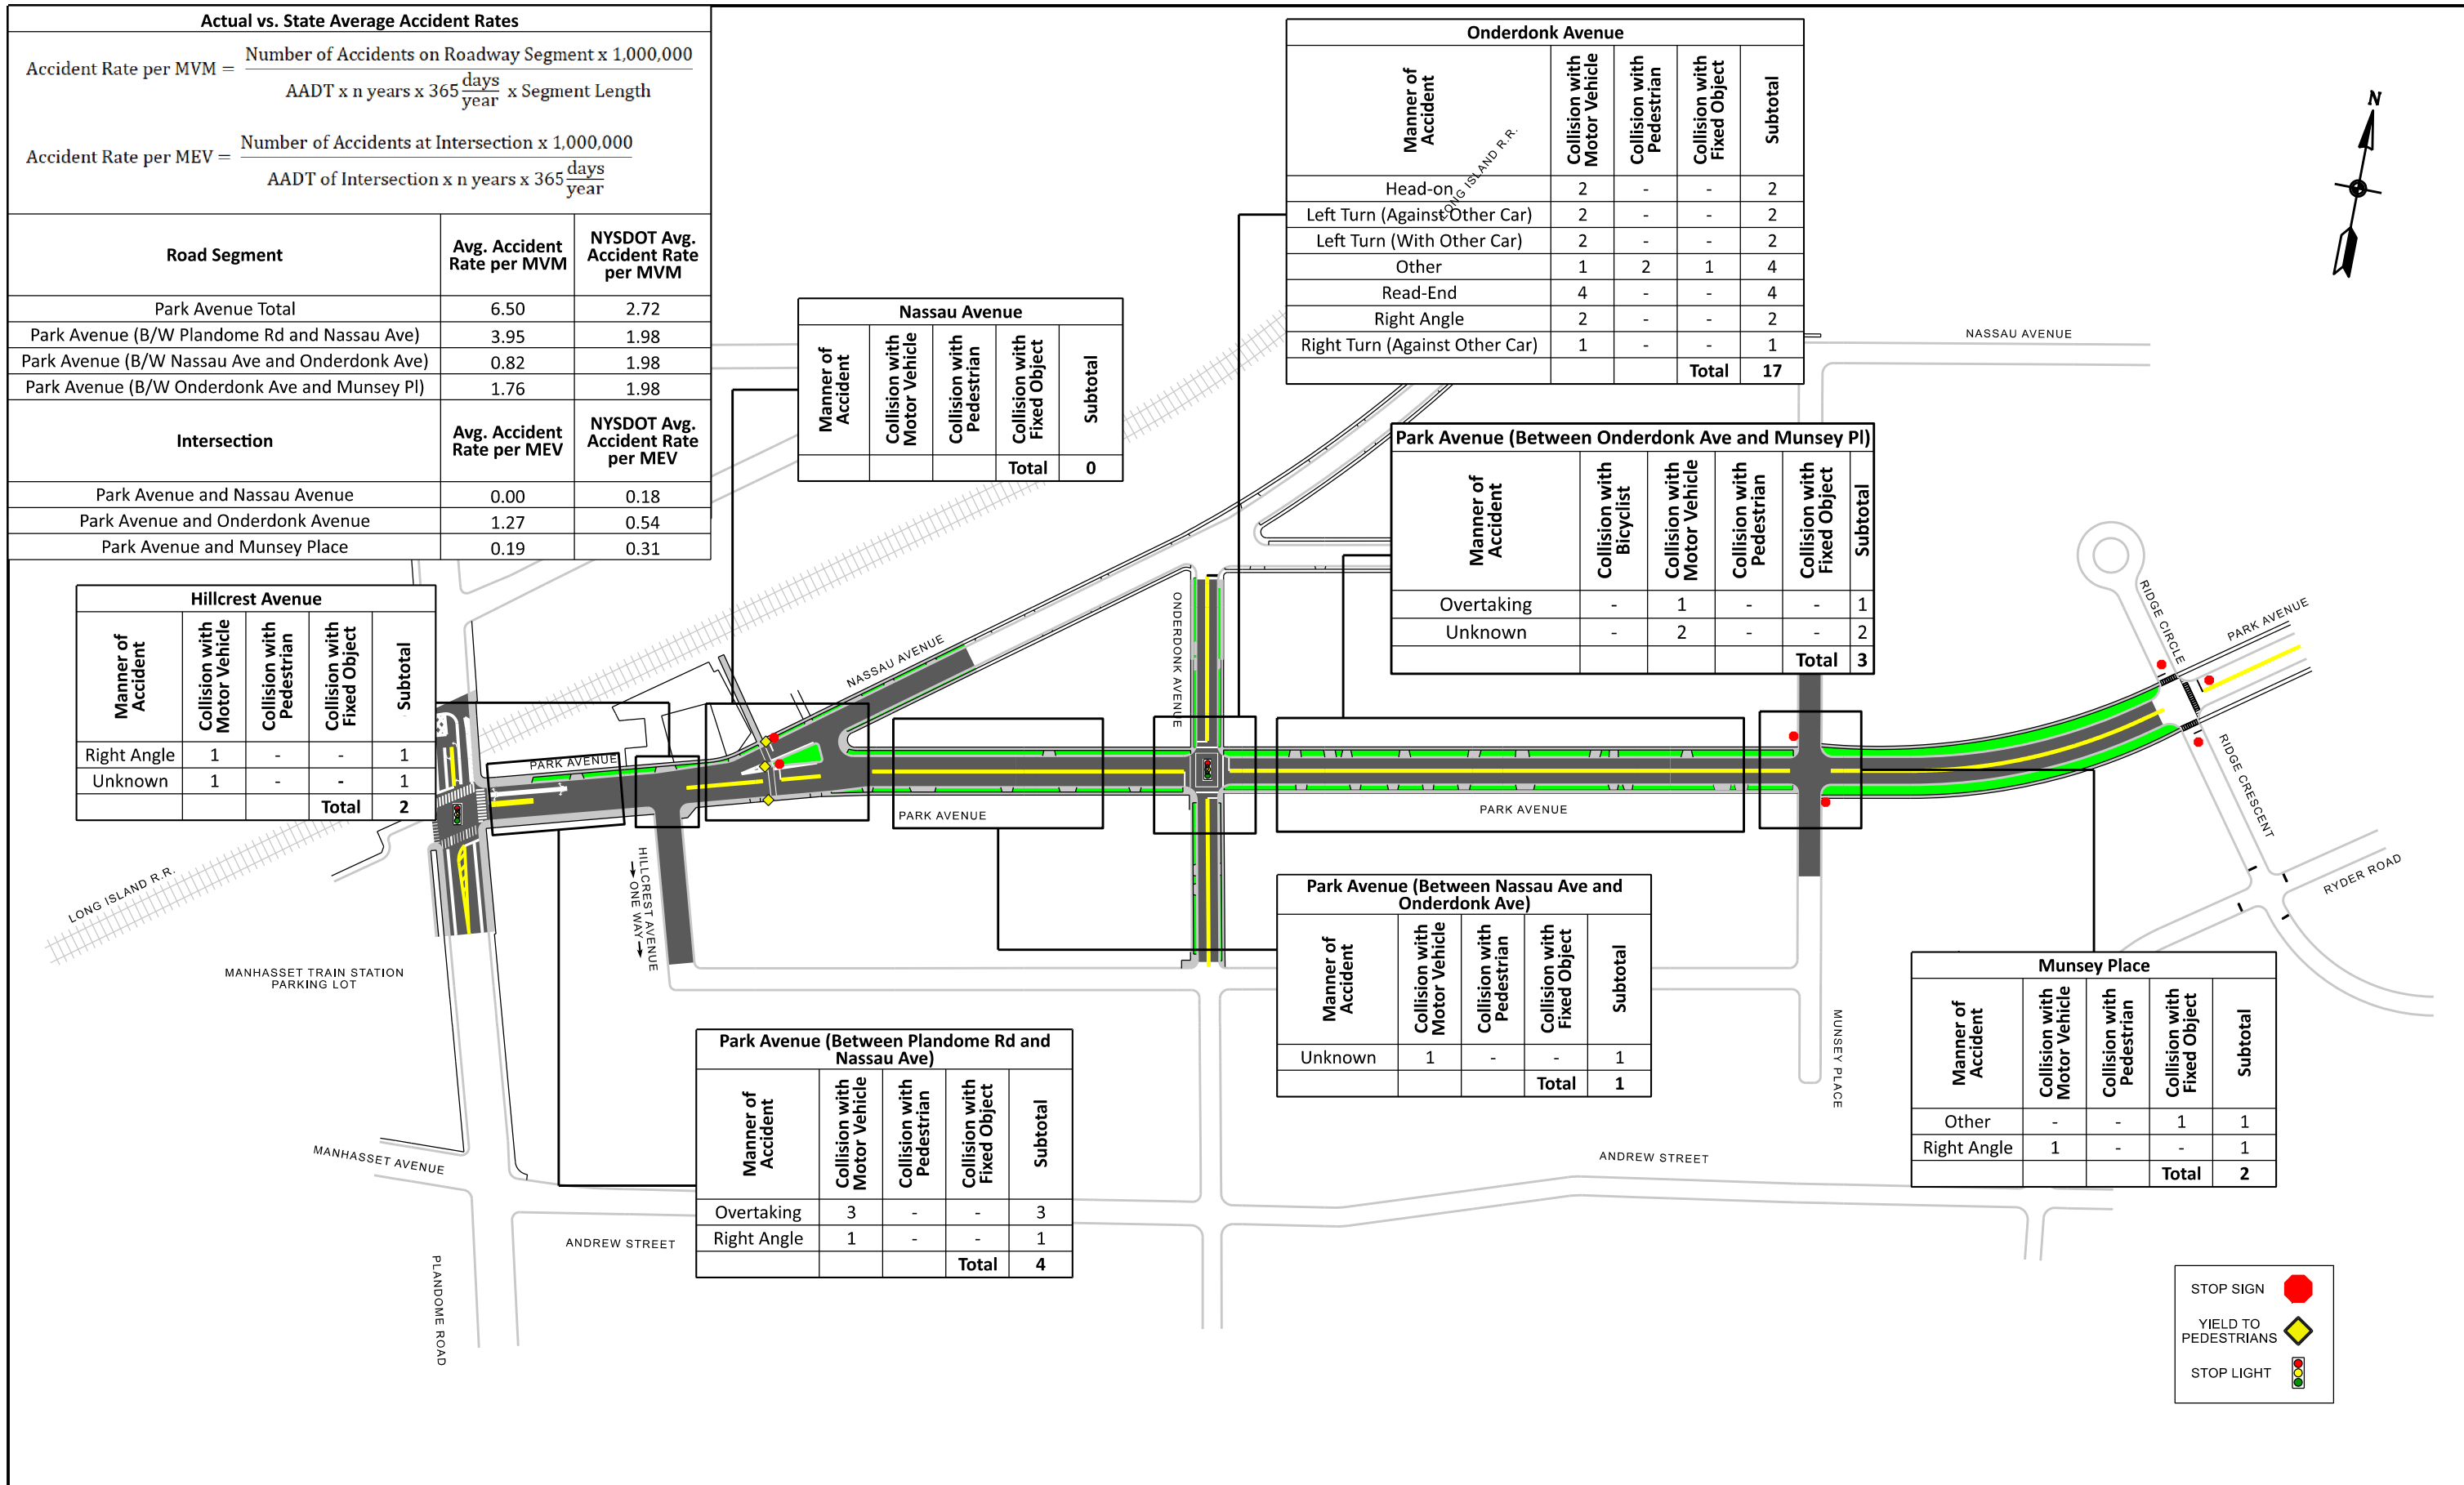 Actual vs. State Average Accident Rates
Accident Rate per MVM = Number of Accidents on Roadway Segment x 1,000,000
AADT x n years x 365 days/year x Segment Length
Accident Rate per MEV = Number of Accidents at Intersection x 1,000,000
AADT of Intersection x n years x 365 days/year
Road Segment Avg. Accident Rate per MVM NYSDOT Avg. Accident Rate per MVM
Park Avenue Total 6.50 2.72
Park Avenue (B/W Plandome Rd and Nassau Ave) 3.95 1.98
Park Avenue (B/W Nassau Ave and Onderdonk Ave) 0.82 1.98
Park Avenue (B/W Onderdonk Ave and Munsey Pl) 1.76 1.98
Intersection Avg. Accident Rate per MEV NYSDOT Avg. Accident Rate per MEV
Park Avenue and Nassau Avenue 0.00 0.18
Park Avenue and Onderdonk Avenue 1.27 0.54
Park Avenue and Munsey Place 0.19 0.31
Onderdonk Avenue
Manner of Accident Collision with Motor Vehicle Collision with Pedestrian Collision with Fixed Object Subtotal
Head-on 2 - - 2
Left Turn (Against Other Car) 2 - - 2
Left Turn (With Other Car) 2 - - 2
Other 1 2 1 4
Read-End 4 - - 4
Right Angle 2 - - 2
Right Turn (Against Other Car) 1 - - 1
Total 17
LONG ISLAND R.R.
N
Nassau Avenue
Manner of Accident Collision with Motor Vehicle Collision with Pedestrian Collision with Fixed Object Subtotal
Total 0
NASSAU AVENUE
Park Avenue (Between Onderdonk Ave and Munsey Pl)
Manner of Accident Collision with Bicyclist Collision with Motor Vehicle Collision with Pedestrian Collision with Fixed Object Subtotal
Overtaking - 1 - - 1
Unknown - 2 - - 2
Total 3
Hillcrest Avenue
Manner of Accident Collision with Motor Vehicle Collision with Pedestrian Collision with Fixed Object Subtotal
Right Angle 1 - - 1
Unknown 1 - - 1
Total 2
NASSAU AVENUE
ONDERDONK AVENUE
RIDGE CIRCLE
PARK AVENUE
PARK AVENUE
PARK AVENUE
PARK AVENUE
RIDGE CRESCENT
RYDER ROAD
LONG ISLAND R.R.
HILLCREST AVENUE
ONE WAY
MANHASSET TRAIN STATION
PARKING LOT
Park Avenue (Between Nassau Ave and
Onderdonk Ave)
Manner of Accident Collision with Motor Vehicle Collision with Pedestrian Collision with Fixed Object Subtotal
Unknown 1 - - 1
Total 1
MUNSEY PLACE
Munsey Place
Manner of Accident Collision with Motor Vehicle Collision with Pedestrian Collision with Fixed Object Subtotal
Other - - 1 1
Right Angle 1 - - 1
Total 2
Park Avenue (Between Plandome Rd and
Nassau Ave)
Manner of Accident Collision with Motor Vehicle Collision with Pedestrian Collision with Fixed Object Subtotal
Overtaking 3 - - 3
Right Angle 1 - - 1
Total 4
MANHASSET AVENUE
ANDREW STREET
ANDREW STREET
PLANDOME ROAD
STOP SIGN
YIELD TO
PEDESTRIANS
STOP LIGHT